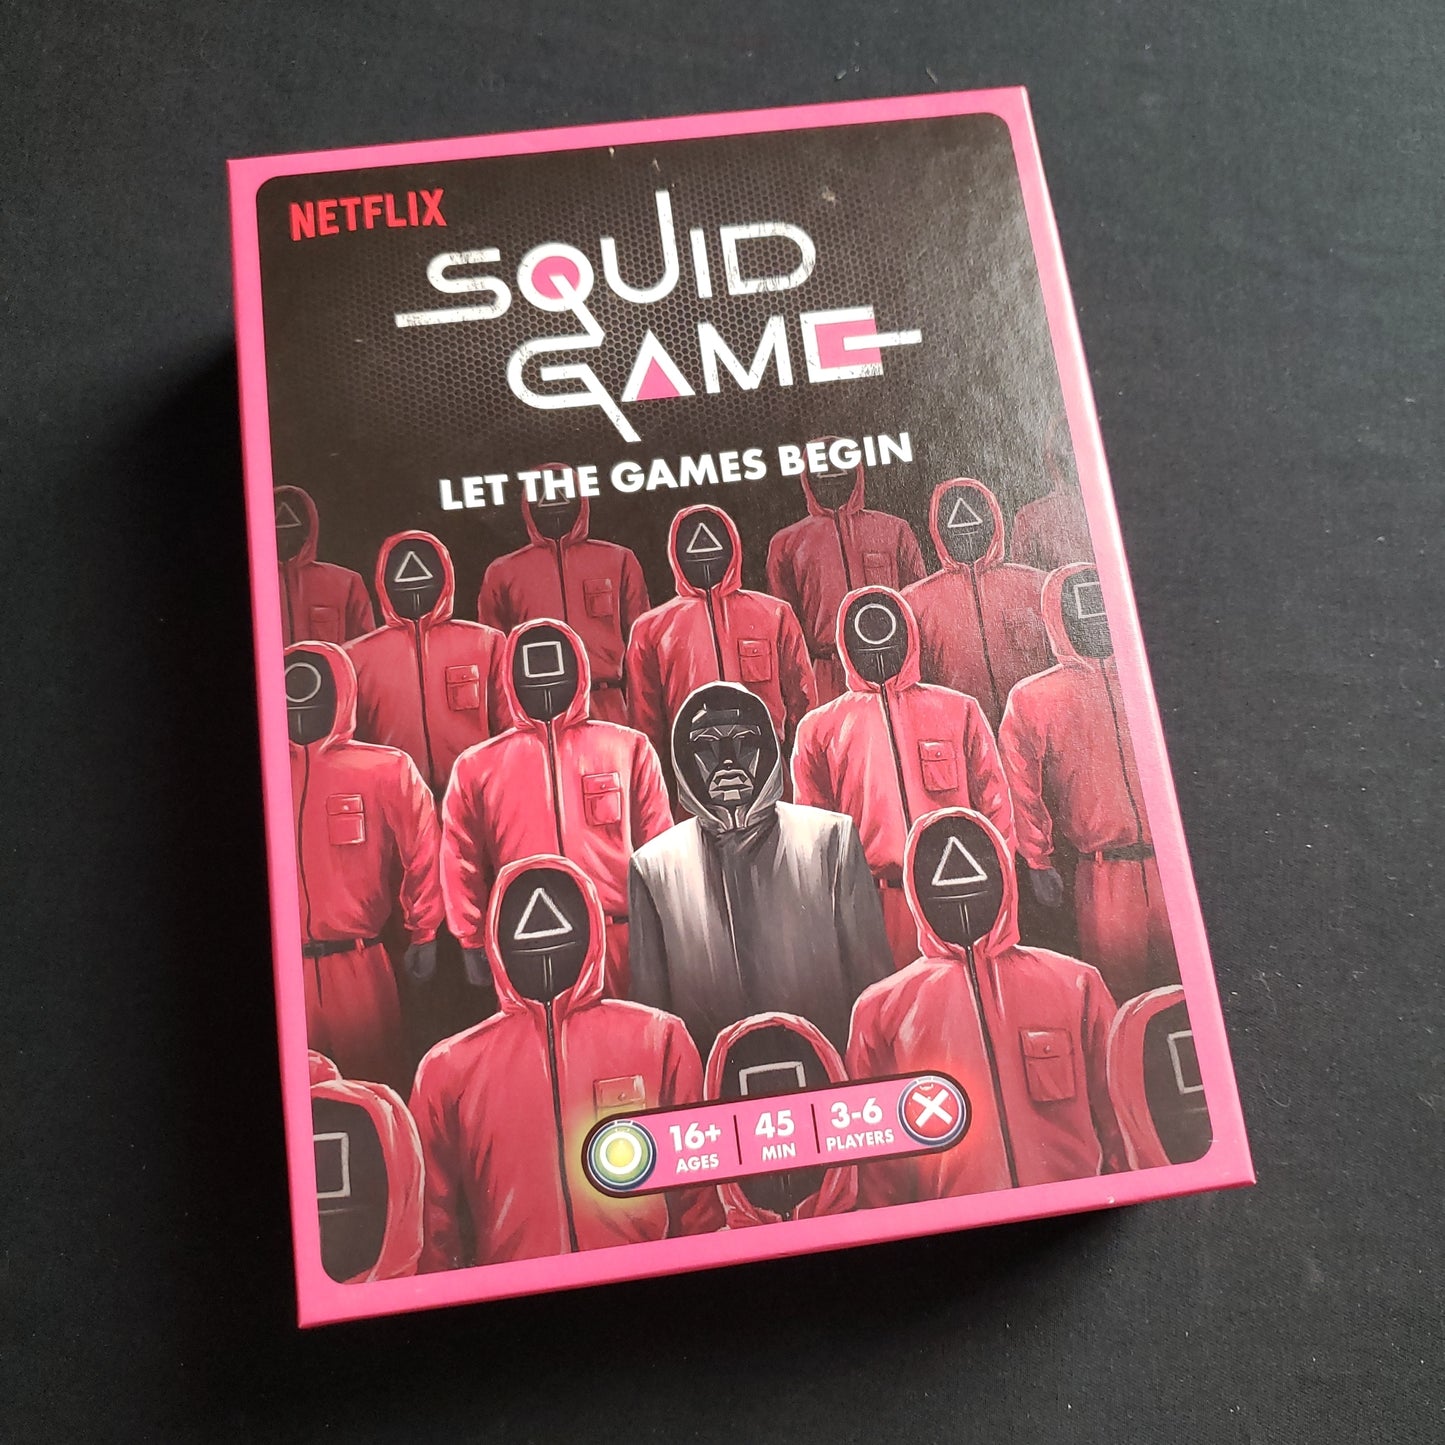 NETFLIX
SQUID
GAME
LET THE GAMES BEGIN
16+
AGES
45
MIN
3-6
PLAYERS